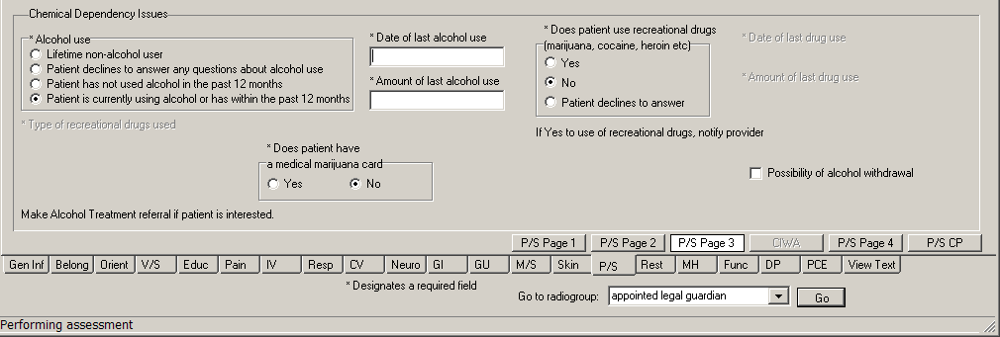 Chemical Dependency Issues
* Alcohol use
Lifetime non-alcohol user
Patient declines to answer any questions about alcohol use
Patient has not used alcohol in the past 12 months
Patient is currently using alcohol or has within the past 12 months
* Date of last alcohol use
* Amount of last alcohol use
* Does patient use recreational drugs
(marijuana, cocaine, heroin etc)
Yes
No
Patient declines to answer
* Date of last drug use
* Amount of last drug use
* Type of recreational drugs used
If Yes to use of recreational drugs, notify provider
* Does patient have
a medical marijuana card
Yes No
Possibility of alcohol withdrawal
Make Alcohol Treatment referral if patient is interested.
P/S Page 1 P/S Page 2 P/S Page 3 CIWA P/S Page 4 P/S CP
Gen Inf Belong Orient V/S Educ Pain IV Resp CV Neuro GI GU M/S Skin P/S Rest MH Func DP PCE View Text
* Designates a required field
Go to radiogroup: appointed legal guardian Go
Performing assessment